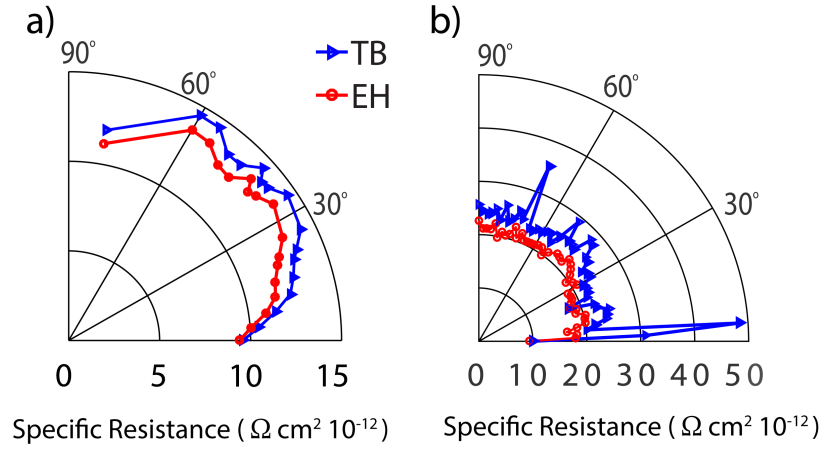 a)
90°
60°
30°
TB
EH
0 5 10 15
Specific Resistance ( Ω cm² 10⁻¹²)
b)
90°
60°
30°
0 10 20 30 40 50
Specific Resistance ( Ω cm² 10⁻¹²)